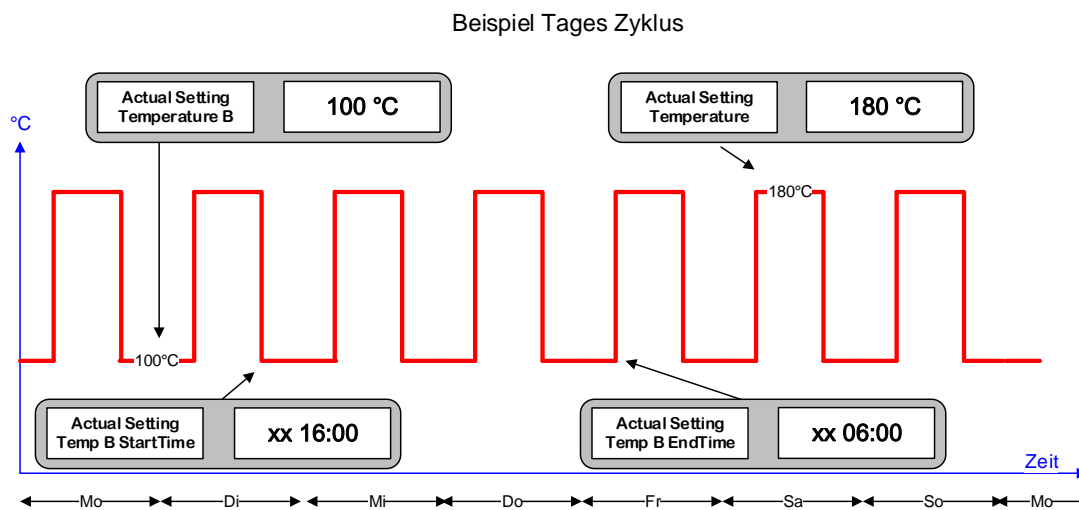 Beispiel Tages Zyklus
Actual Setting
Temperature B
100 °C
Actual Setting
Temperature
180 °C
°C
180°C
100°C
Actual Setting
Temp B StartTime
xx 16:00
Actual Setting
Temp B EndTime
xx 06:00
Zeit
Mo Di Mi Do Fr Sa So Mo